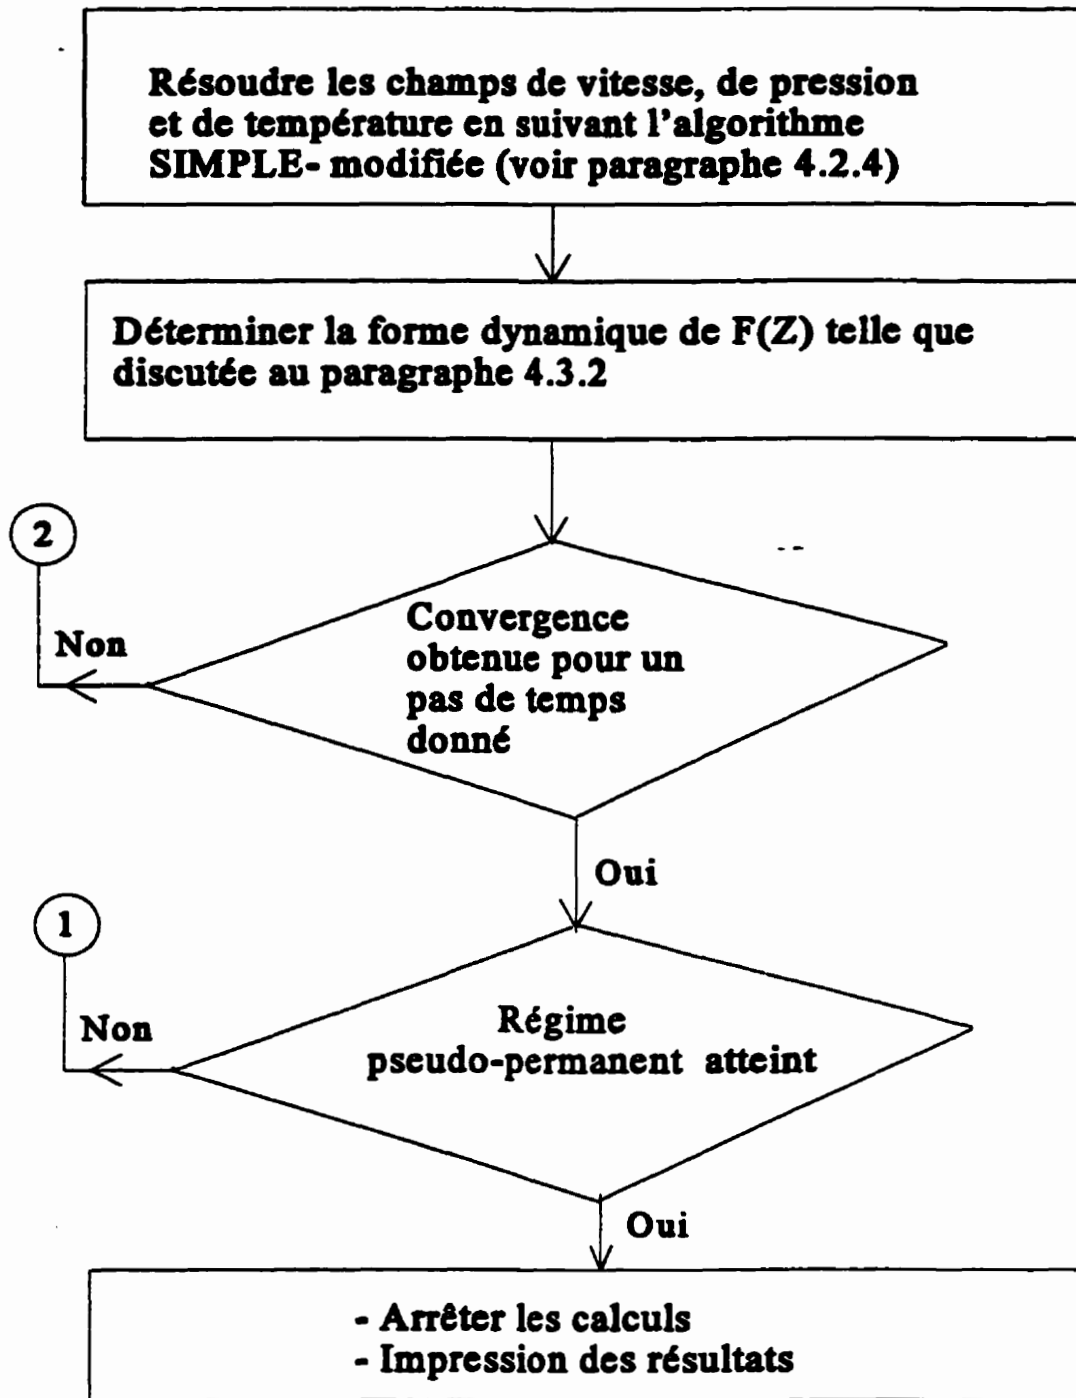 Résoudre les champs de vitesse, de pression
et de température en suivant l'algorithme
SIMPLE- modifiée (voir paragraphe 4.2.4)
Déterminer la forme dynamique de F(Z) telle que
discutée au paragraphe 4.3.2
2
Non
Convergence
obtenue pour un
pas de temps
donné
Oui
1
Non
Régime
pseudo-permanent atteint
Oui
- Arrêter les calculs
- Impression des résultats